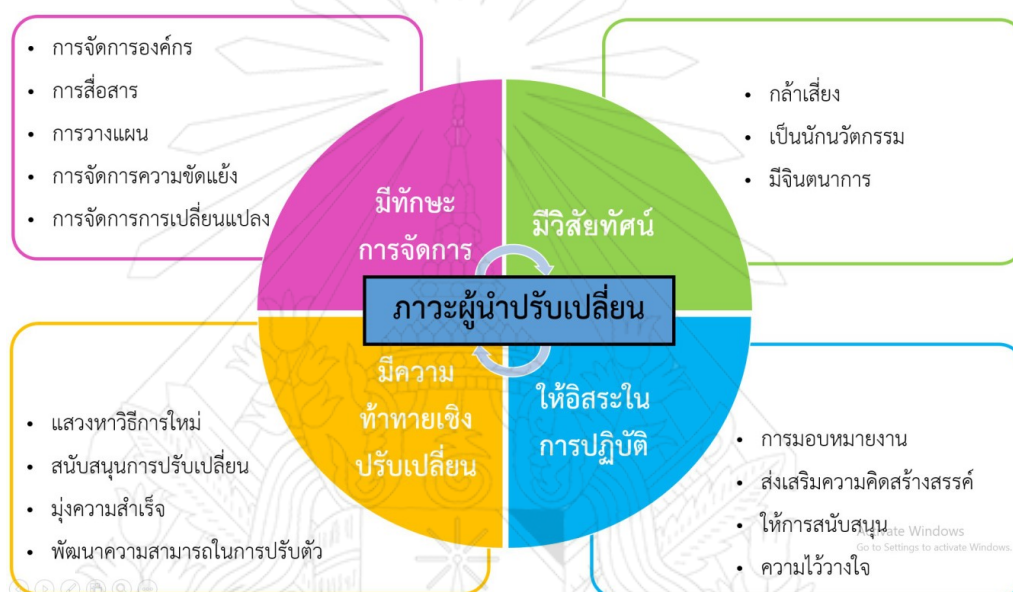 • การจัดการองค์กร
• การสื่อสาร
• การวางแผน
• การจัดการความขัดแย้ง
• การจัดการการเปลี่ยนแปลง
มีทักษะ
การจัดการ
มีวิสัยทัศน์
• กล้าเสี่ยง
• เป็นนักนวัตกรรม
• มีจินตนาการ
ภาวะผู้นำปรับเปลี่ยน
• แสวงหาวิธีการใหม่
• สนับสนุนการปรับเปลี่ยน
• มุ่งความสำเร็จ
• พัฒนาความสามารถในการปรับตัว
มีความ
ท้าทายเชิง
ปรับเปลี่ยน
ให้อิสระใน
การปฏิบัติ
• การมอบหมายงาน
• ส่งเสริมความคิดสร้างสรรค์
• ให้การสนับสนุน
• ความไว้วางใจ
Activate Windows
Go to Settings to activate Windows.